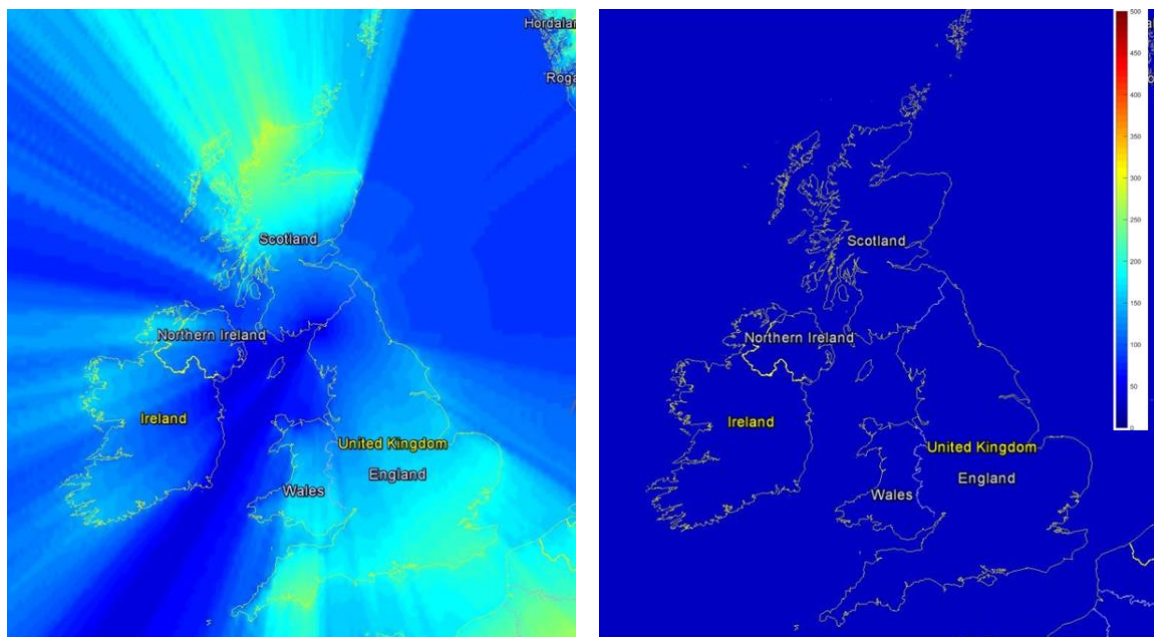 Hordala
Roga
Scotland
Northern Ireland
Ireland
United Kingdom
England
Wales
500
450
400
350
300
250
200
150
100
50
0
Scotland
Northern Ireland
Ireland
United Kingdom
England
Wales